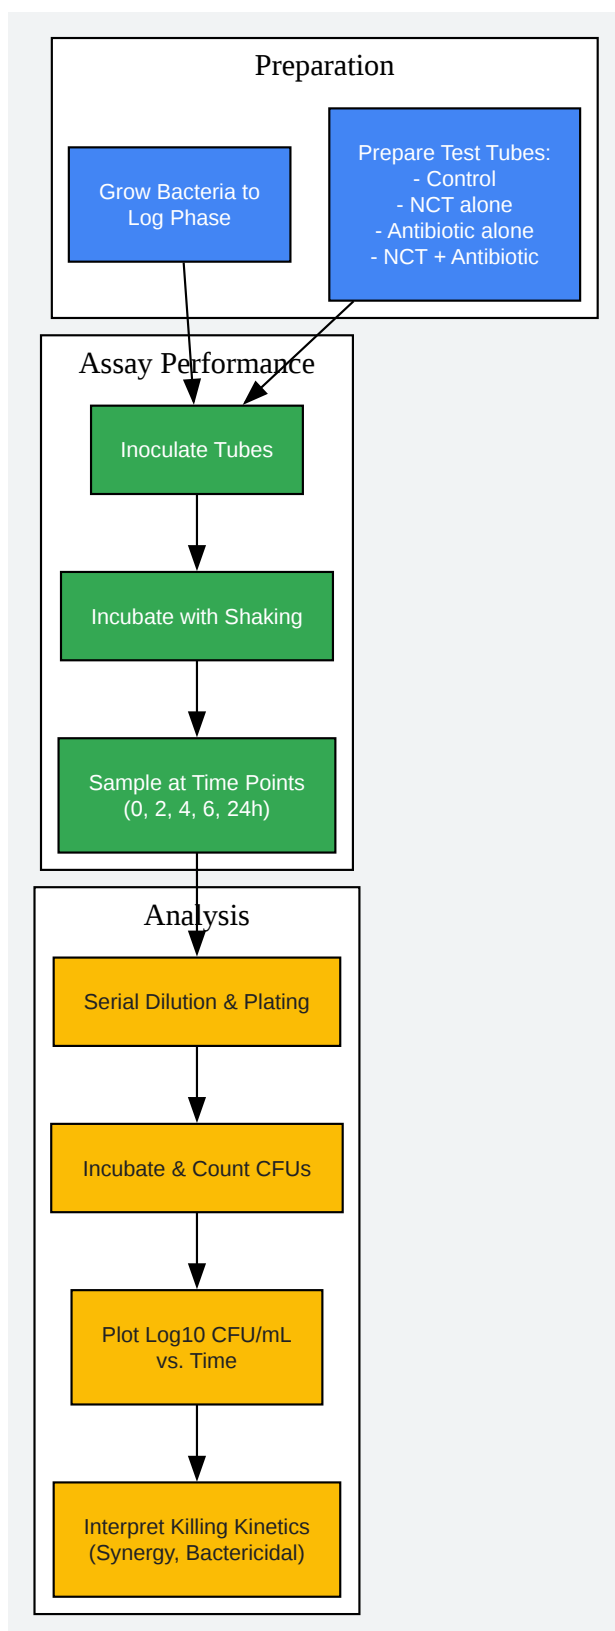 Preparation
Grow Bacteria to
Log Phase
Prepare Test Tubes:
- Control
- NCT alone
- Antibiotic alone
- NCT + Antibiotic
Assay Performance
Inoculate Tubes
Incubate with Shaking
Sample at Time Points
(0, 2, 4, 6, 24h)
Analysis
Serial Dilution & Plating
Incubate & Count CFUs
Plot Log10 CFU/mL
vs. Time
Interpret Killing Kinetics
(Synergy, Bactericidal)